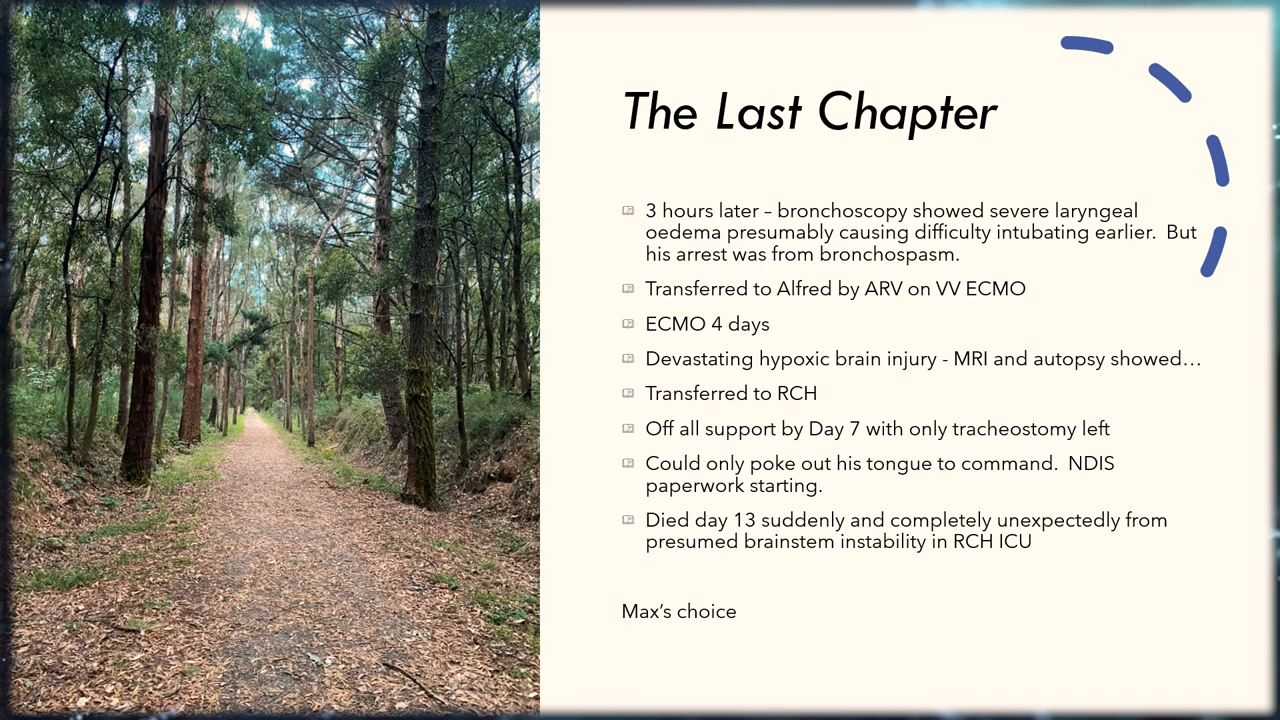 The Last Chapter
3 hours later – bronchoscopy showed severe laryngeal
oedema presumably causing difficulty intubating earlier.  But
his arrest was from bronchospasm.
Transferred to Alfred by ARV on VV ECMO
ECMO 4 days
Devastating hypoxic brain injury - MRI and autopsy showed…
Transferred to RCH
Off all support by Day 7 with only tracheostomy left
Could only poke out his tongue to command.  NDIS
paperwork starting.
Died day 13 suddenly and completely unexpectedly from
presumed brainstem instability in RCH ICU
Max’s choice